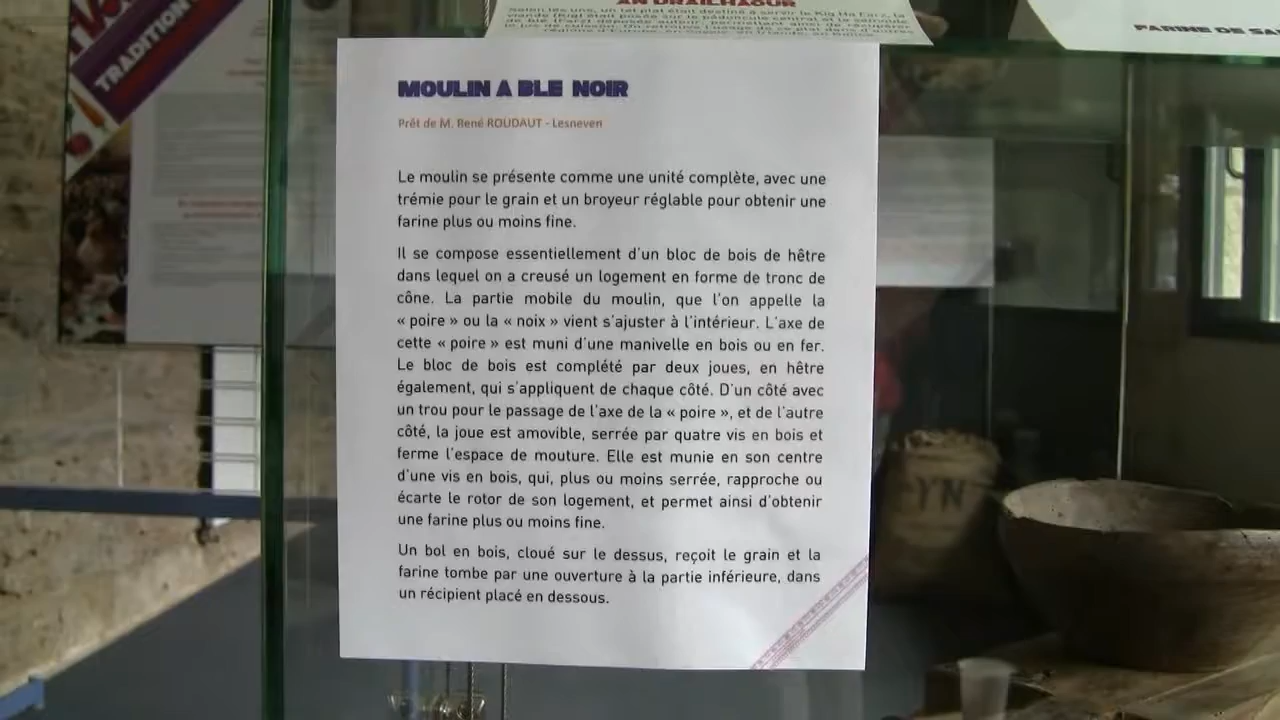 AN DRAILHAOUR
FARINE DE
TRADITION
MOULIN A BLE NOIR
Prêt de M. René ROUDAUT - Lesneven
Le moulin se présente comme une unité complète, avec une
trémie pour le grain et un broyeur réglable pour obtenir une
farine plus ou moins fine.
Il se compose essentiellement d'un bloc de bois de hêtre
dans lequel on a creusé un logement en forme de tronc de
cône. La partie mobile du moulin, que l'on appelle la
« poire » ou la « noix » vient s'ajuster à l'intérieur. L'axe de
cette « poire » est muni d'une manivelle en bois ou en fer.
Le bloc de bois est complété par deux joues, en hêtre
également, qui s'appliquent de chaque côté. D'un côté avec
un trou pour le passage de l'axe de la « poire », et de l'autre
côté, la joue est amovible, serrée par quatre vis en bois et
ferme l'espace de mouture. Elle est munie en son centre
d'une vis en bois, qui, plus ou moins serrée, rapproche ou
écarte le rotor de son logement, et permet ainsi d'obtenir
une farine plus ou moins fine.
Un bol en bois, cloué sur le dessus, reçoit le grain et la
farine tombe par une ouverture à la partie inférieure, dans
un récipient placé en dessous.
YN